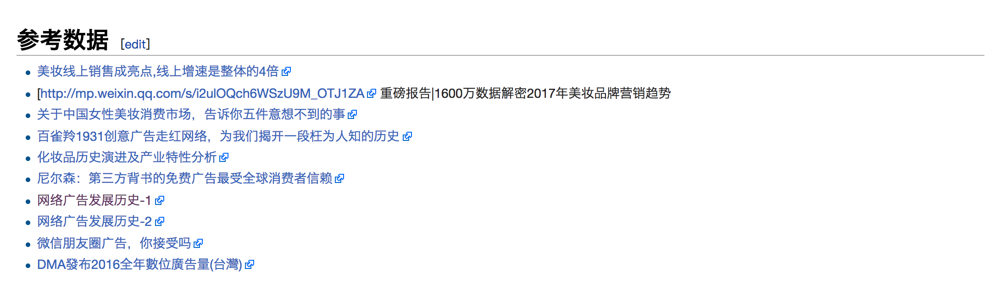 参考数据 [edit]
美妆线上销售成亮点,线上增速是整体的4倍
[http://mp.weixin.qq.com/s/i2ulOQch6WSzU9M_OTJ1ZA 重磅报告|1600万数据解密2017年美妆品牌营销趋势
关于中国女性美妆消费市场，告诉你五件意想不到的事
百雀羚1931创意广告走红网络，为我们揭开一段枉为人知的历史
化妆品历史演进及产业特性分析
尼尔森：第三方背书的免费广告最受全球消费者信赖
网络广告发展历史-1
网络广告发展历史-2
微信朋友圈广告，你接受吗
DMA發布2016全年數位廣告量(台灣)